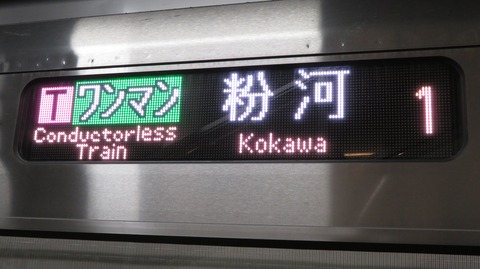 T ワンマン 粉河 1
Conductorless Train Kokawa